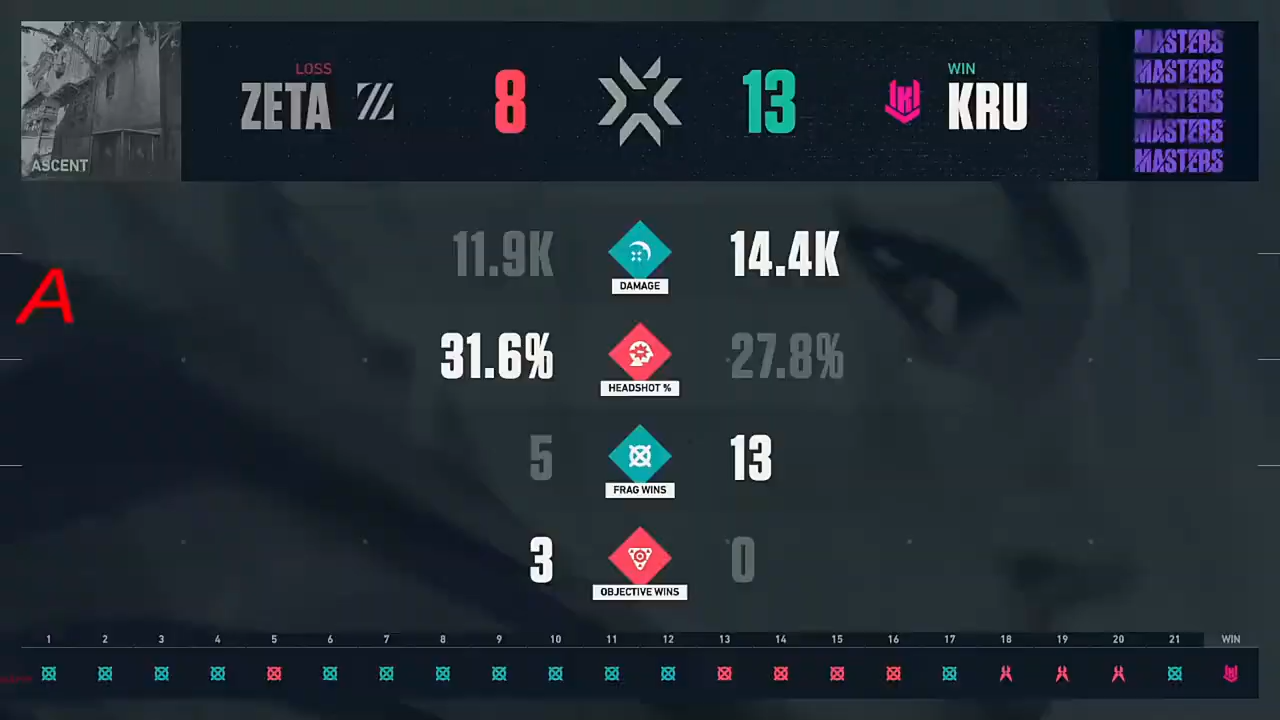 LOSS
ZETA
8
13
WIN
KRU
MASTERS
MASTERS
MASTERS
MASTERS
MASTERS
ASCENT
11.9K
DAMAGE
14.4K
A
31.6%
HEADSHOT %
27.8%
5
FRAG WINS
13
3
OBJECTIVE WINS
0
1 2 3 4 5 6 7 8 9 10 11 12 13 14 15 16 17 18 19 20 21 WIN